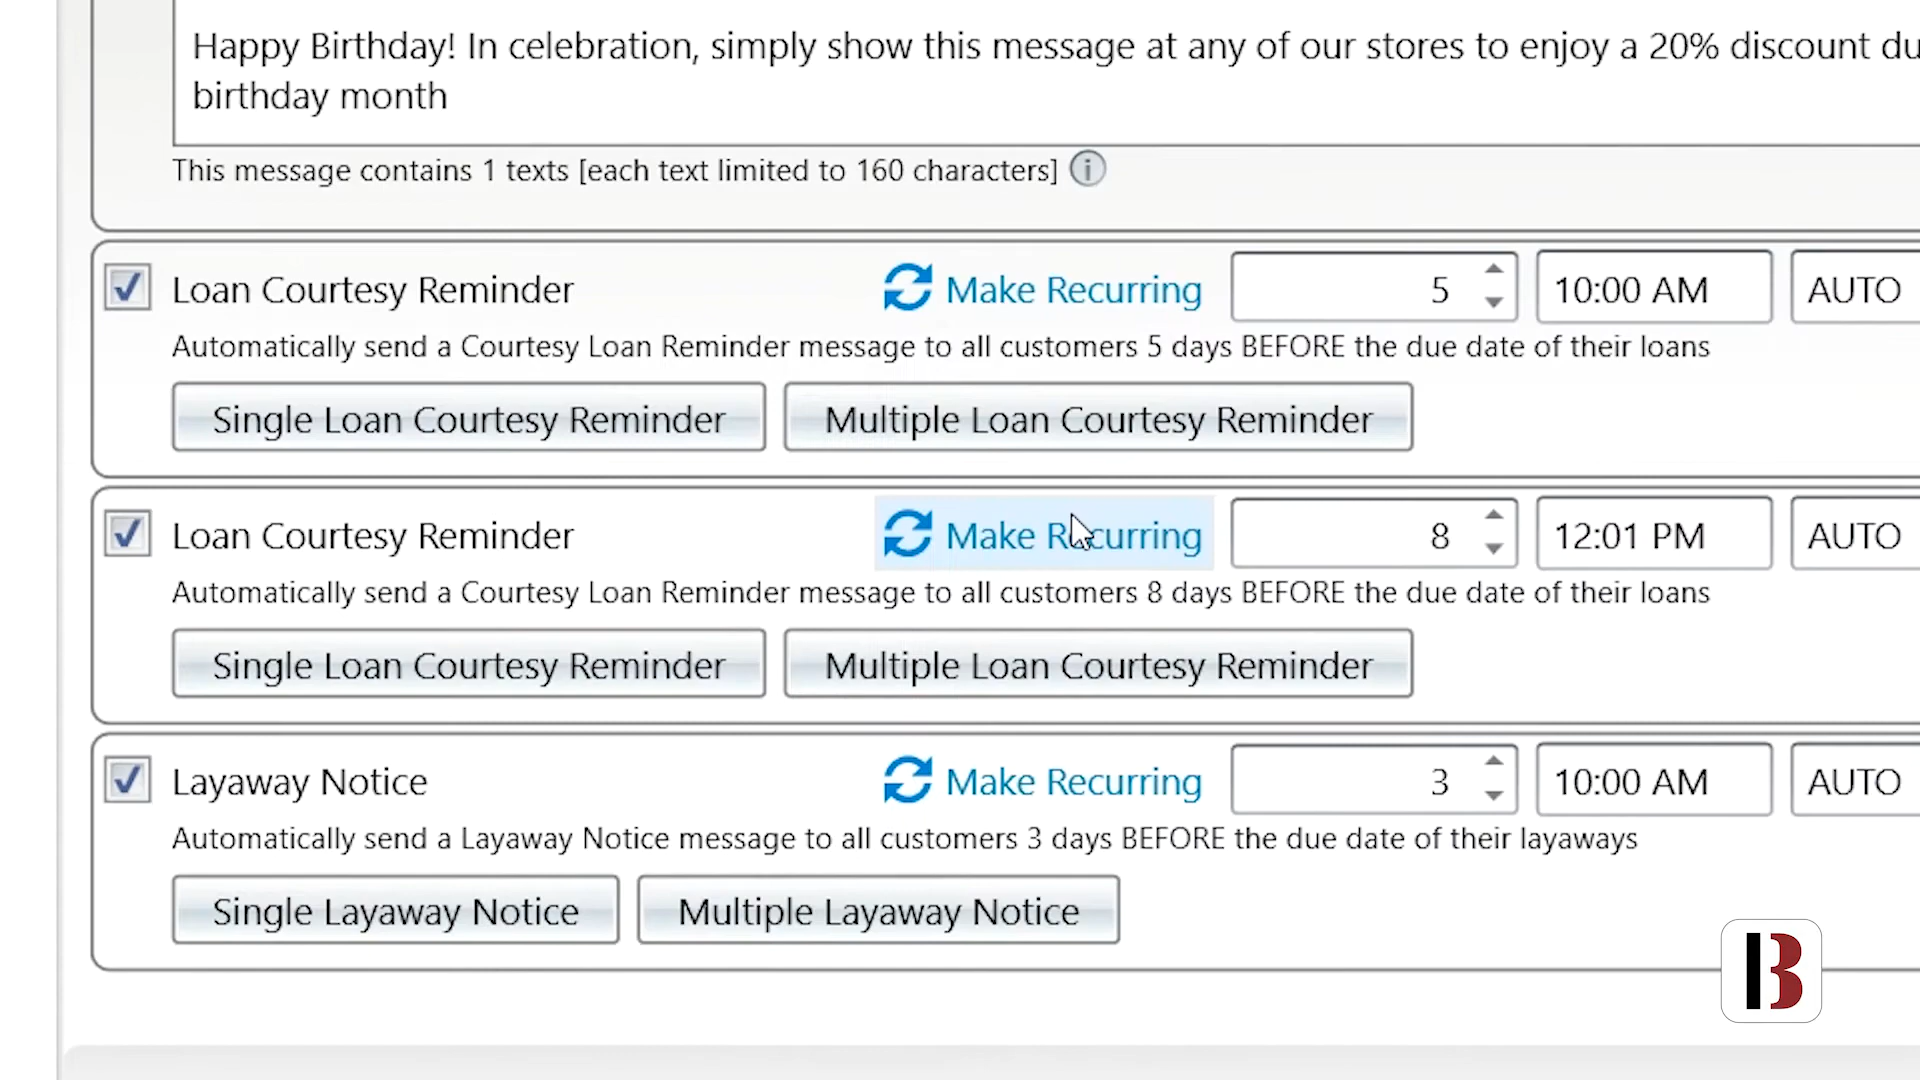 Happy Birthday! In celebration, simply show this message at any of our stores to enjoy a 20% discount du
birthday month
This message contains 1 texts [each text limited to 160 characters]
Loan Courtesy Reminder Make Recurring 5 10:00 AM AUTO
Automatically send a Courtesy Loan Reminder message to all customers 5 days BEFORE the due date of their loans
Single Loan Courtesy Reminder Multiple Loan Courtesy Reminder
Loan Courtesy Reminder Make Recurring 8 12:01 PM AUTO
Automatically send a Courtesy Loan Reminder message to all customers 8 days BEFORE the due date of their loans
Single Loan Courtesy Reminder Multiple Loan Courtesy Reminder
Layaway Notice Make Recurring 3 10:00 AM AUTO
Automatically send a Layaway Notice message to all customers 3 days BEFORE the due date of their layaways
Single Layaway Notice Multiple Layaway Notice
B